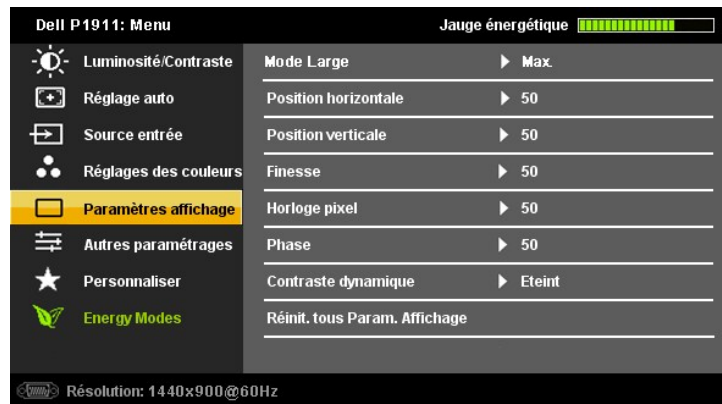 Dell P1911: Menu Jauge énergétique
Luminosité/Contraste Mode Large Max.
Réglage auto Position horizontale 50
Source entrée Position verticale 50
Réglages des couleurs Finesse 50
Paramètres affichage Horloge pixel 50
Autres paramétrages Phase 50
Personnaliser Contraste dynamique Eteint
Energy Modes Réinit. tous Param. Affichage
Résolution: 1440x900@60Hz